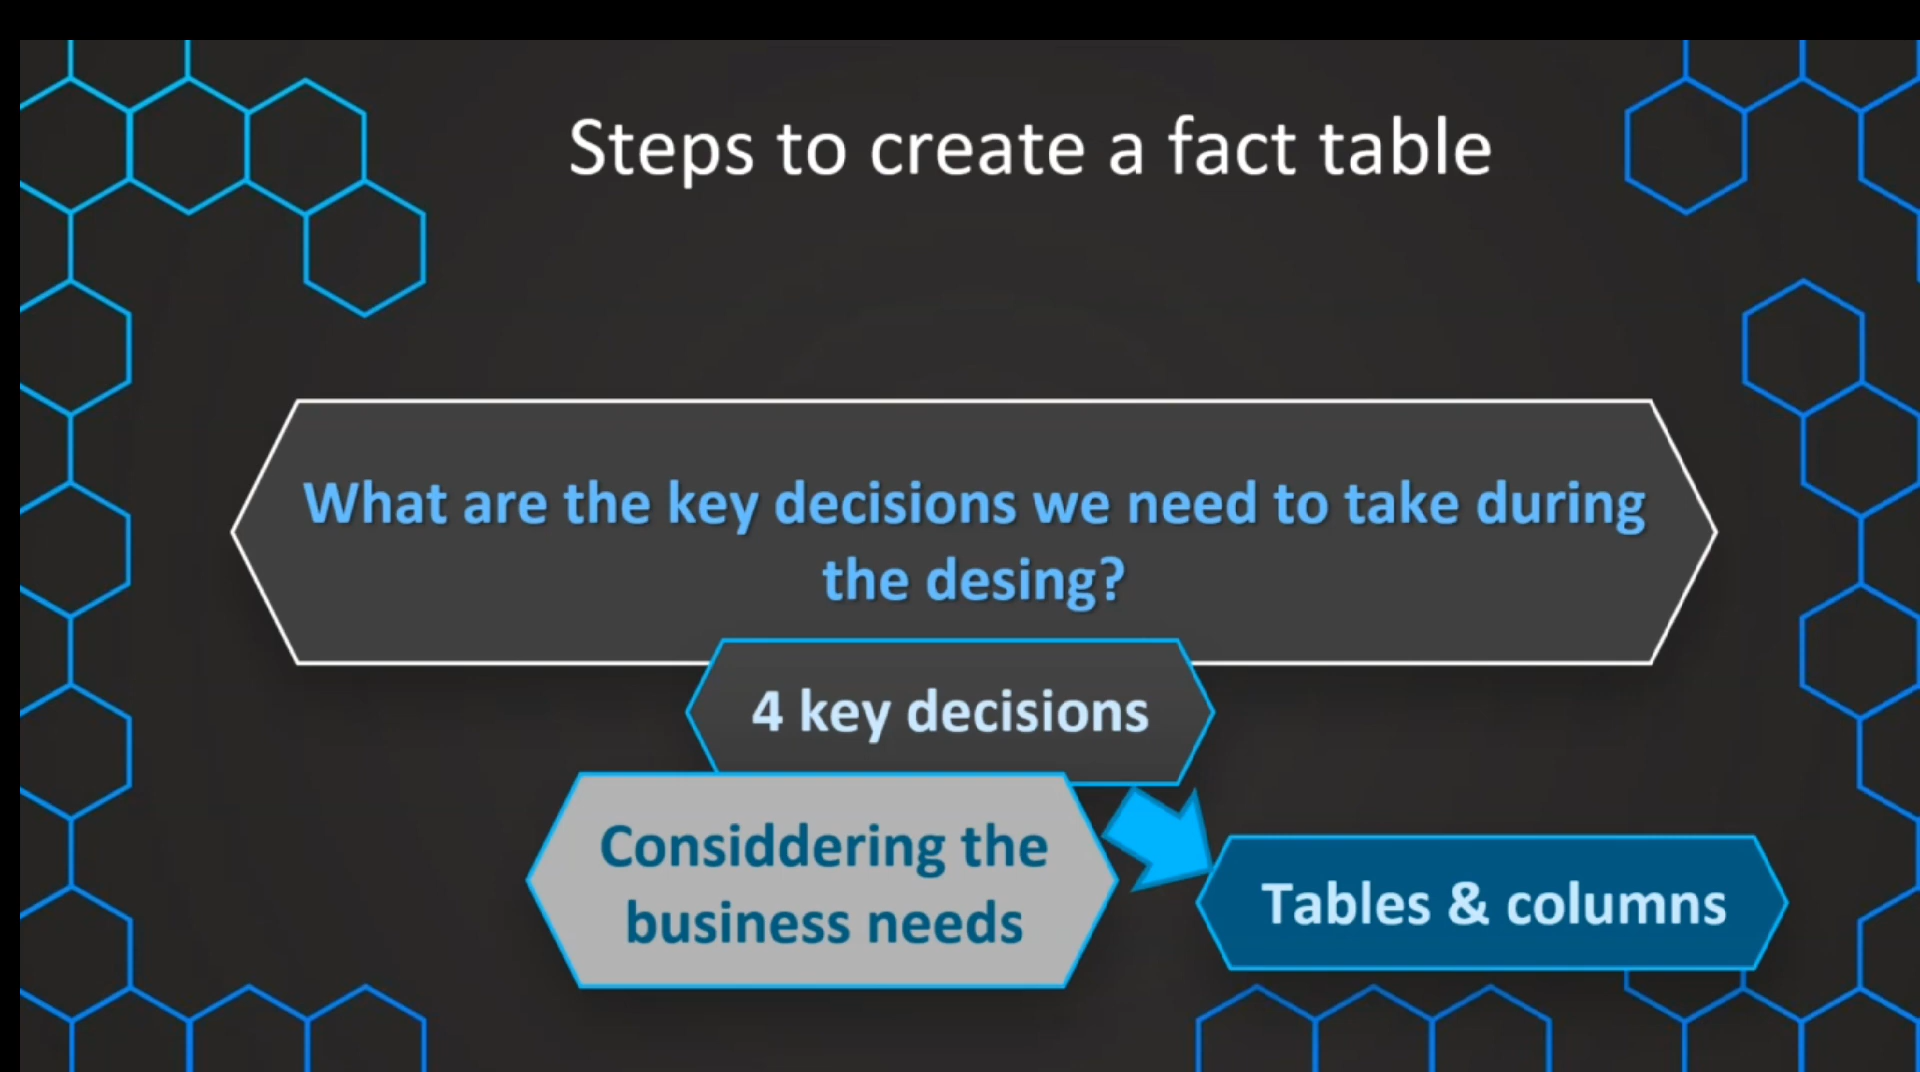 Steps to create a fact table
What are the key decisions we need to take during
the desing?
4 key decisions
Considdering the
business needs
Tables & columns